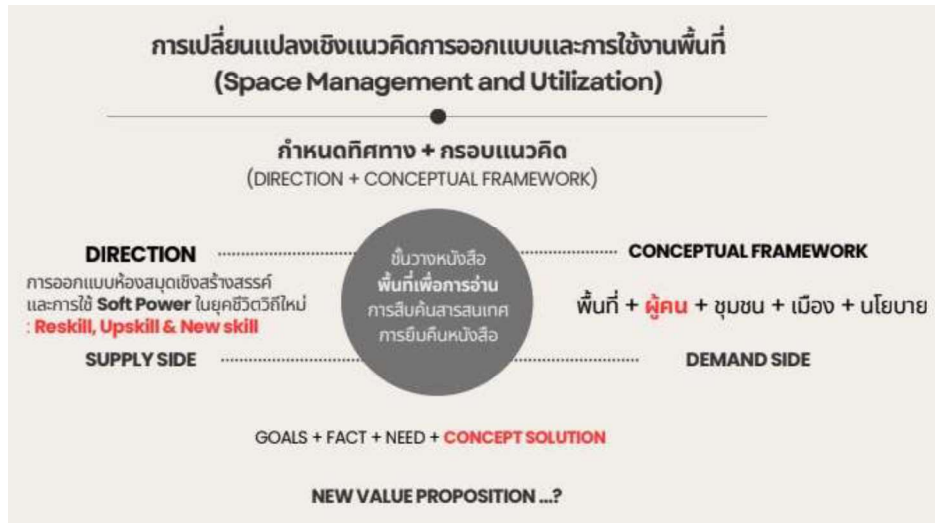 การเปลี่ยนแปลงเชิงแนวคิดการออกแบบและการใช้งานพื้นที่
(Space Management and Utilization)
กำหนดทิศทาง + กรอบแนวคิด
(DIRECTION + CONCEPTUAL FRAMEWORK)
DIRECTION
การออกแบบห้องสมุดเชิงสร้างสรรค์
และการใช้ Soft Power ในยุคชีวิตวิถีใหม่
: Reskill, Upskill & New skill
SUPPLY SIDE
ชั้นวางหนังสือ
พื้นที่เพื่อการอ่าน
การสืบค้นสารสนเทศ
การยืมคืนหนังสือ
CONCEPTUAL FRAMEWORK
พื้นที่ + ผู้คน + ชุมชน + เมือง + นโยบาย
DEMAND SIDE
GOALS + FACT + NEED + CONCEPT SOLUTION
NEW VALUE PROPOSITION ...?